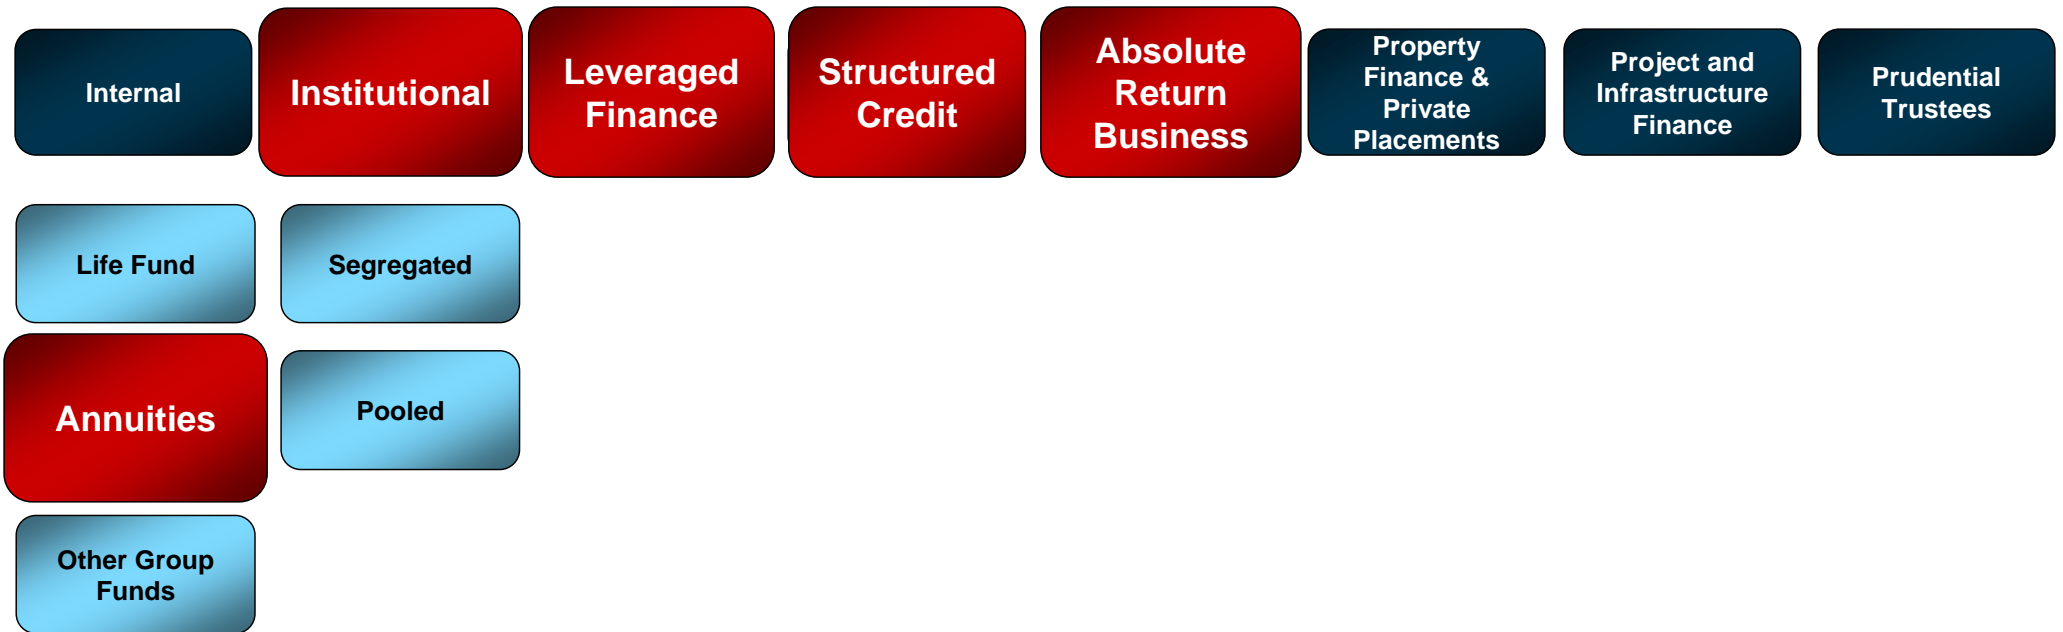 Internal
Institutional
Leveraged
Finance
Structured
Credit
Absolute
Return
Business
Property
Finance &
Private
Placements
Project and
Infrastructure
Finance
Prudential
Trustees
Life Fund
Segregated
Annuities
Pooled
Other Group
Funds